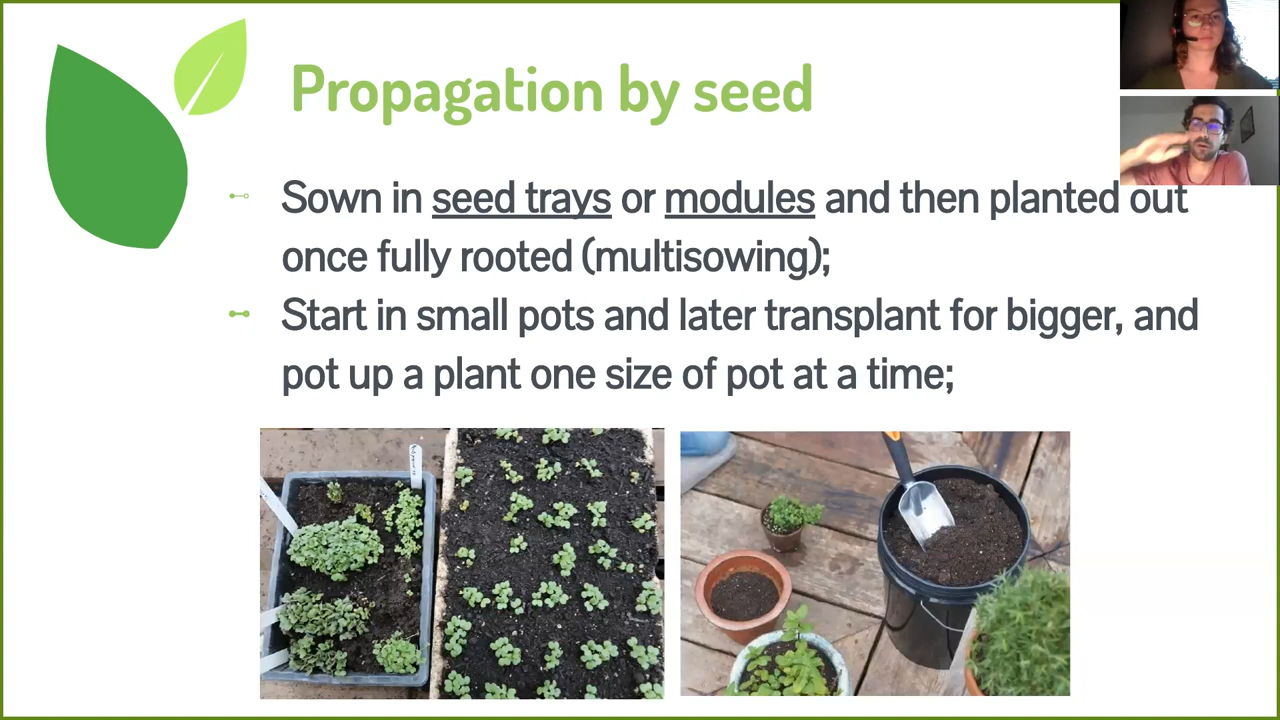 Propagation by seed
Sown in seed trays or modules and then planted out
once fully rooted (multisowing);
Start in small pots and later transplant for bigger, and
pot up a plant one size of pot at a time;